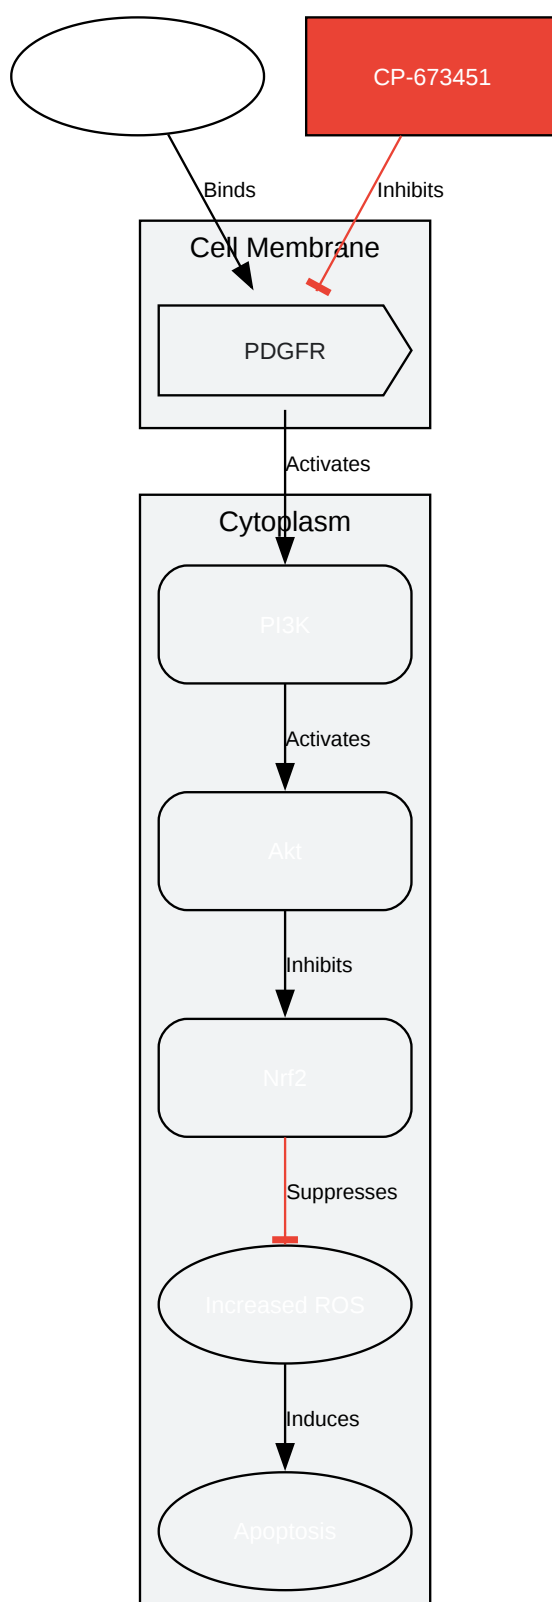 CP-673451
Binds
Inhibits
Cell Membrane
PDGFR
Activates
Cytoplasm
PI3K
Activates
Akt
Inhibits
Nrf2
Suppresses
Increased ROS
Induces
Apoptosis